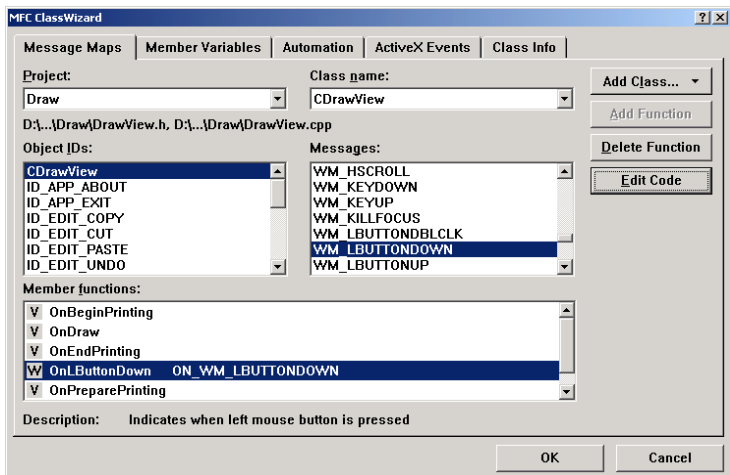 MFC ClassWizard
Message Maps Member Variables Automation ActiveX Events Class Info
Project: Class name:
Draw CDrawView
Add Class...
D:\...\Draw\DrawView.h, D:\...\Draw\DrawView.cpp
Add Function
Object IDs: Messages:
Delete Function
CDrawView WM_HSCROLL
ID_APP_ABOUT WM_KEYDOWN
Edit Code
ID_APP_EXIT WM_KEYUP
ID_EDIT_COPY WM_KILLFOCUS
ID_EDIT_CUT WM_LBUTTONDBLCLK
ID_EDIT_PASTE WM_LBUTTONDOWN
ID_EDIT_UNDO WM_LBUTTONUP
Member functions:
V OnBeginPrinting
V OnDraw
V OnEndPrinting
W OnLButtonDown ON_WM_LBUTTONDOWN
V OnPreparePrinting
Description: Indicates when left mouse button is pressed
OK Cancel